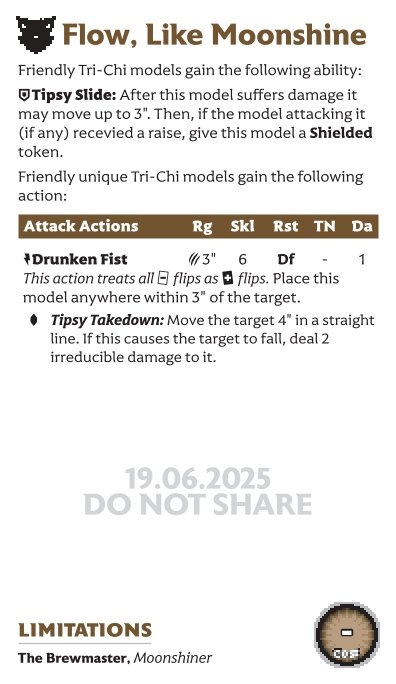 Flow, Like Moonshine
Friendly Tri-Chi models gain the following ability:
Tipsy Slide: After this model suffers damage it
may move up to 3". Then, if the model attacking it
(if any) recevied a raise, give this model a Shielded
token.
Friendly unique Tri-Chi models gain the following
action:
Attack Actions Rg Skl Rst TN Da
Drunken Fist 3" 6 Df - 1
This action treats all - flips as + flips. Place this
model anywhere within 3" of the target.
Tipsy Takedown: Move the target 4" in a straight
line. If this causes the target to fall, deal 2
irreducible damage to it.
19.06.2025
DO NOT SHARE
LIMITATIONS
The Brewmaster, Moonshiner